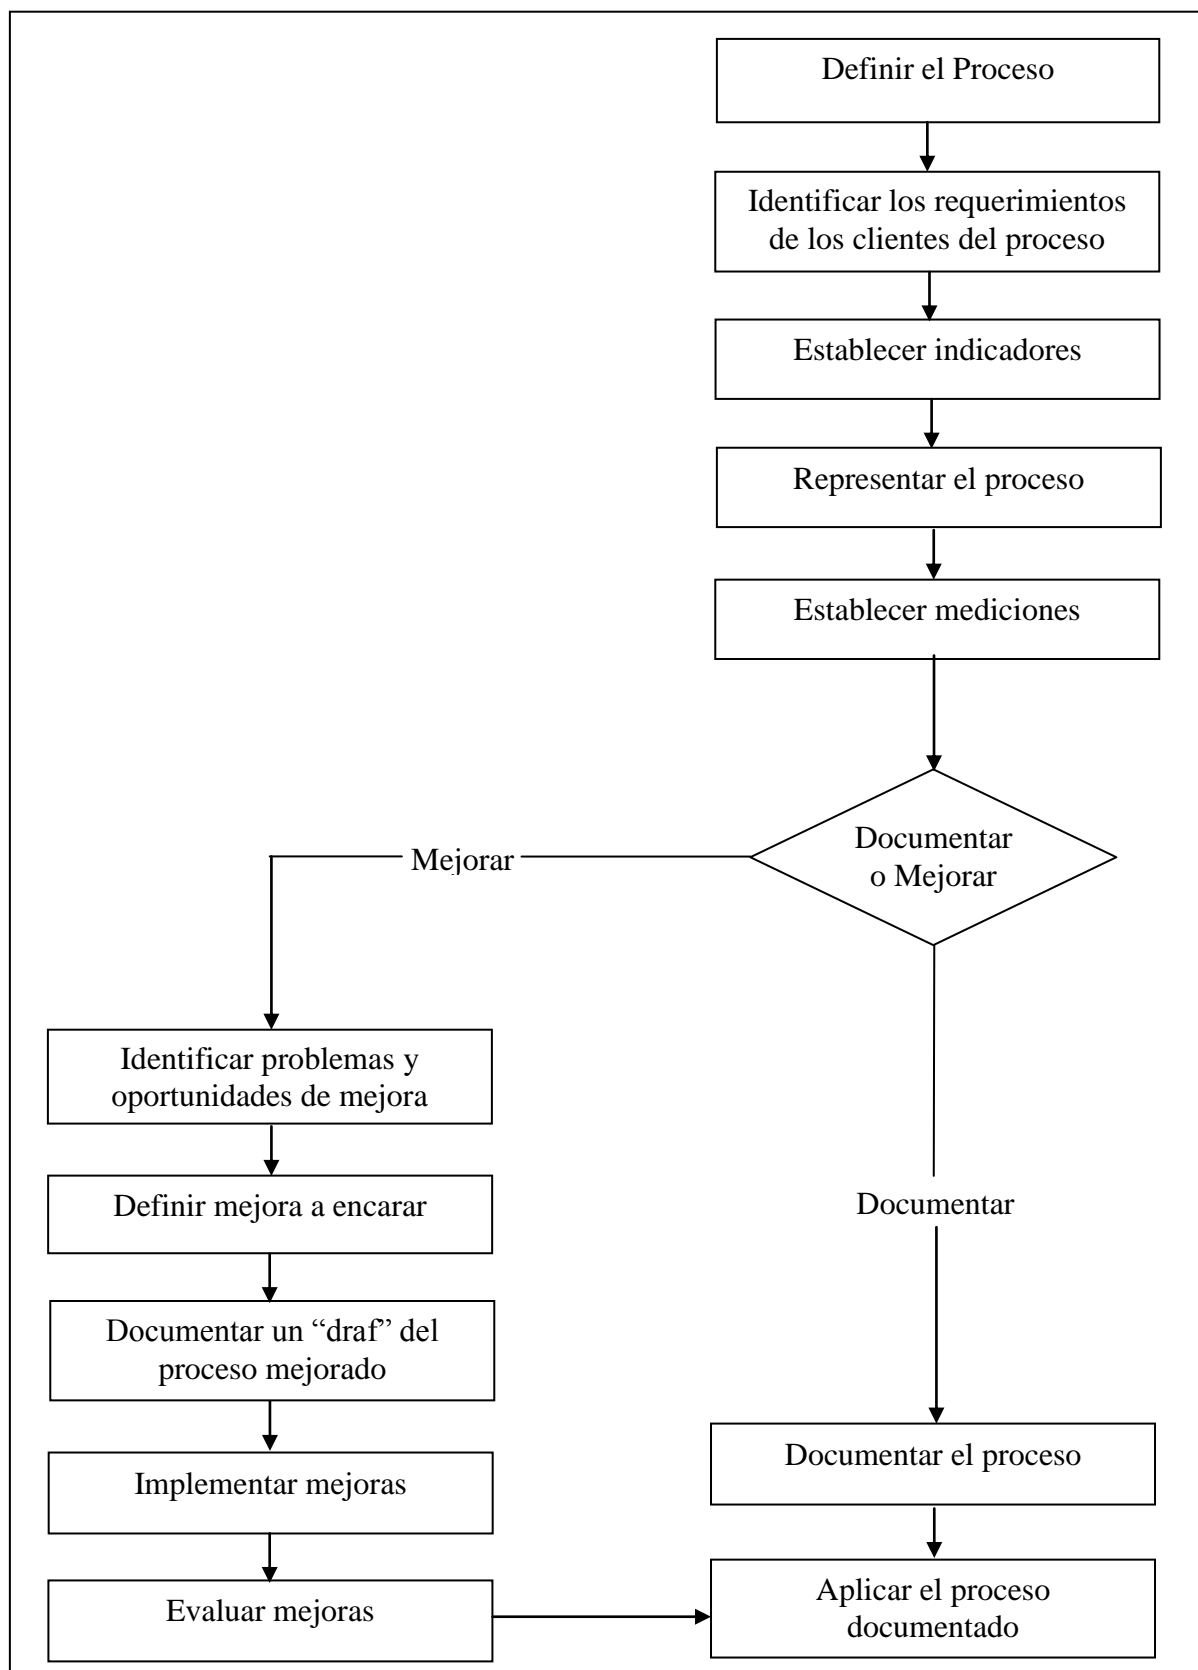 Definir el Proceso
Identificar los requerimientos
de los clientes del proceso
Establecer indicadores
Representar el proceso
Establecer mediciones
Documentar
o Mejorar
Mejorar
Identificar problemas y
oportunidades de mejora
Definir mejora a encarar
Documentar un “draf” del
proceso mejorado
Implementar mejoras
Evaluar mejoras
Documentar
Documentar el proceso
Aplicar el proceso
documentado